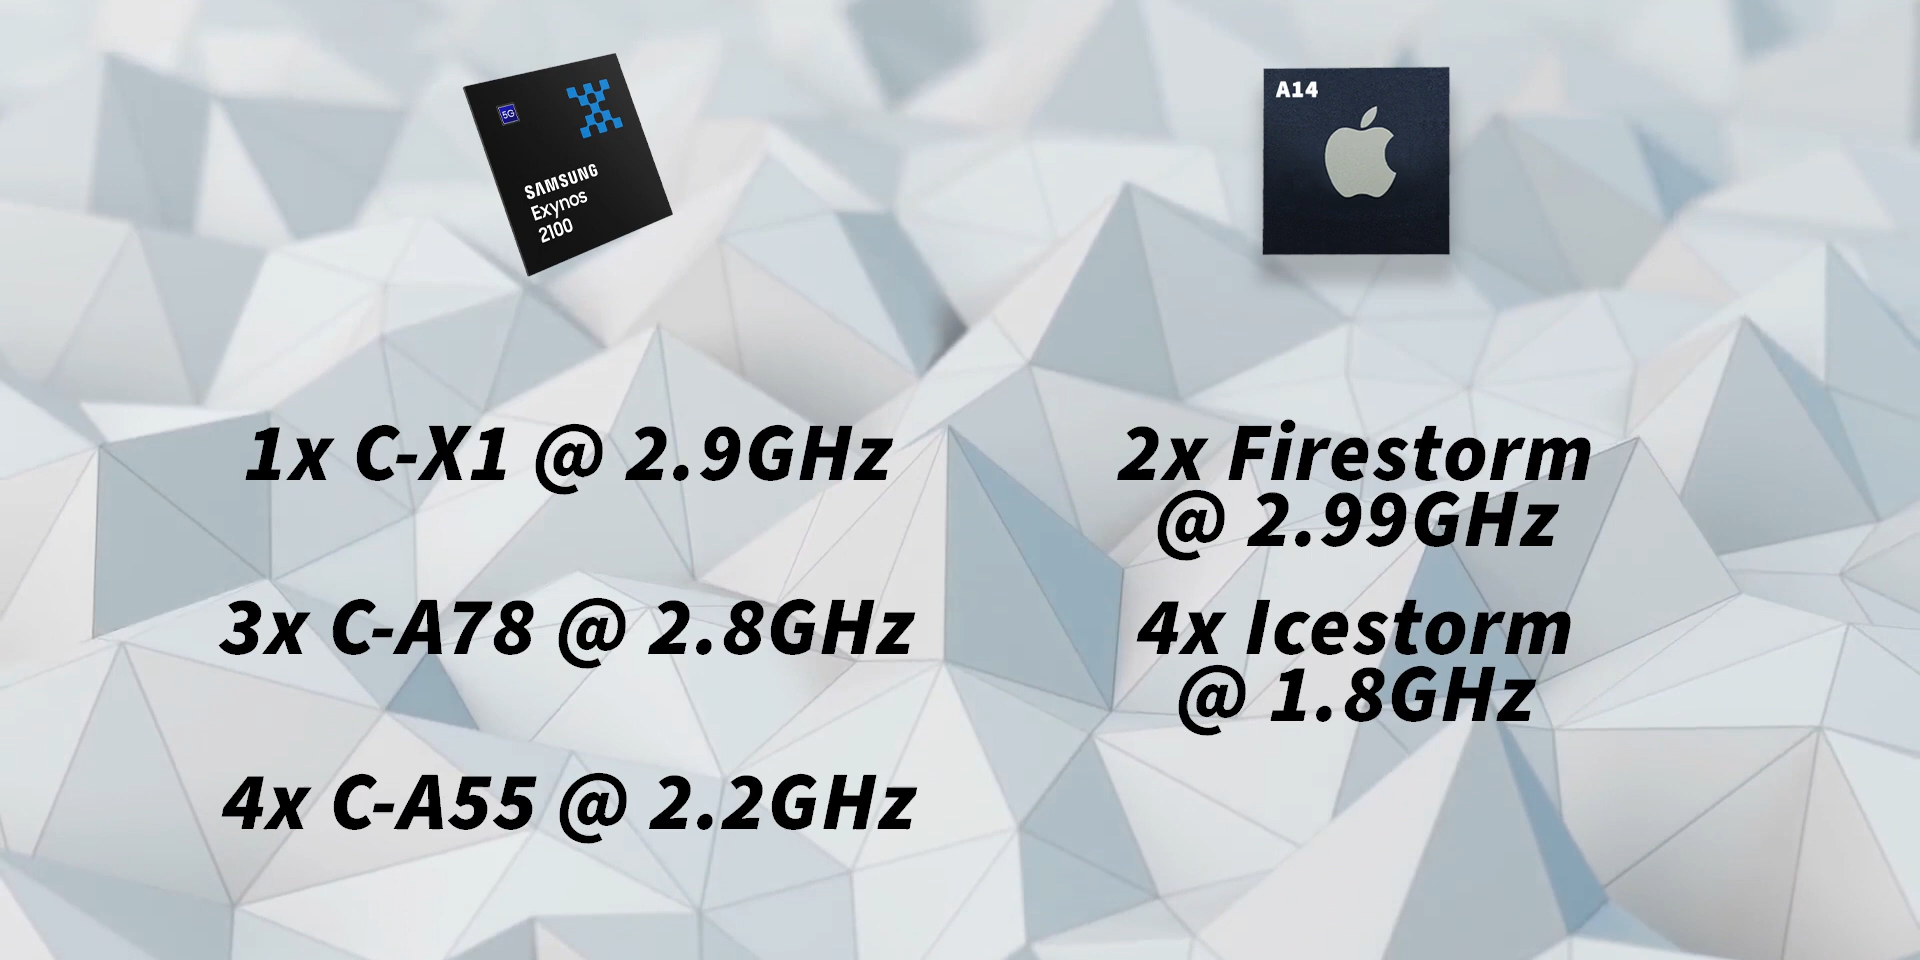 5G
SAMSUNG
Exynos
2100
A14
1x C-X1 @ 2.9GHz
3x C-A78 @ 2.8GHz
4x C-A55 @ 2.2GHz
2x Firestorm
@ 2.99GHz
4x Icestorm
@ 1.8GHz